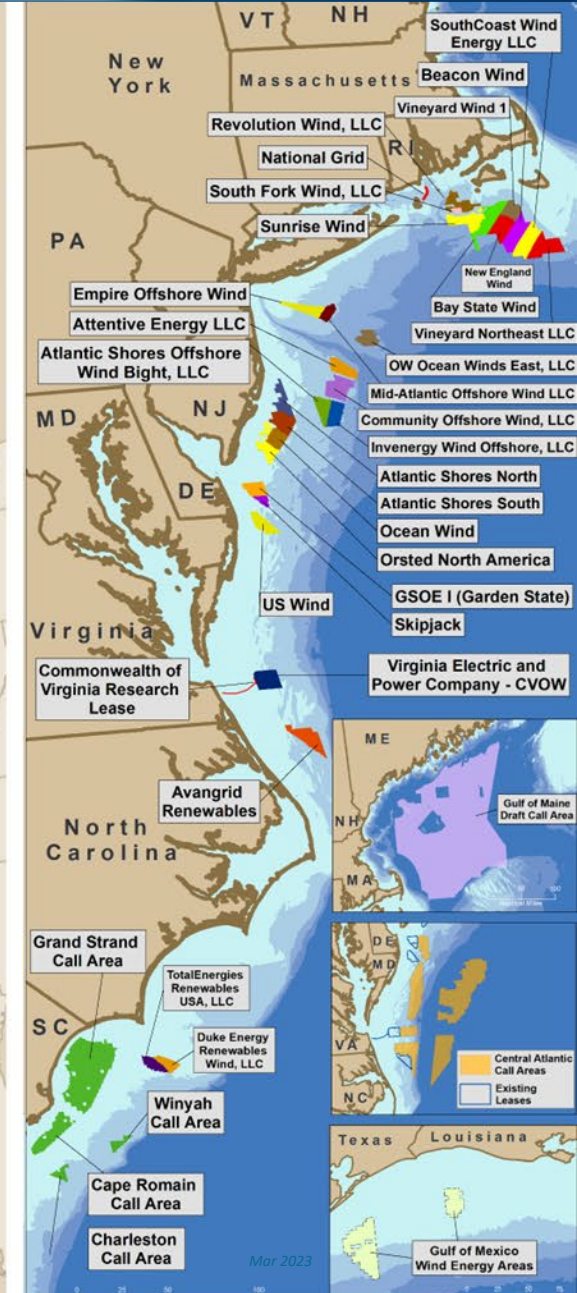 VT
NH
SouthCoast Wind
Energy LLC
New
York
Massachusetts
Beacon Wind
Vineyard Wind 1
Revolution Wind, LLC
RI
National Grid
South Fork Wind, LLC
Sunrise Wind
PA
New England
Wind
Bay State Wind
Vineyard Northeast LLC
Empire Offshore Wind
Attentive Energy LLC
Atlantic Shores Offshore
Wind Bight, LLC
OW Ocean Winds East, LLC
Mid-Atlantic Offshore Wind, LLC
Community Offshore Wind, LLC
Invenergy Wind Offshore, LLC
MD
NJ
DE
Atlantic Shores North
Atlantic Shores South
Ocean Wind
Orsted North America
GSOE I (Garden State)
Skipjack
US Wind
Virginia
Commonwealth of
Virginia Research
Lease
Virginia Electric and
Power Company - CVOW
Avangrid
Renewables
North
Carolina
ME
NH
MA
Gulf of Maine
Draft Call Area
Grand Strand
Call Area
TotalEnergies
Renewables
USA, LLC
SC
Duke Energy
Renewables
Wind, LLC
Winyah
Call Area
Cape Romain
Call Area
Charleston
Call Area
DE
MD
VA
NC
Central Atlantic
Call Areas
Existing
Leases
Texas
Louisiana
Gulf of Mexico
Wind Energy Areas
Mar 2023
0 25 50 100